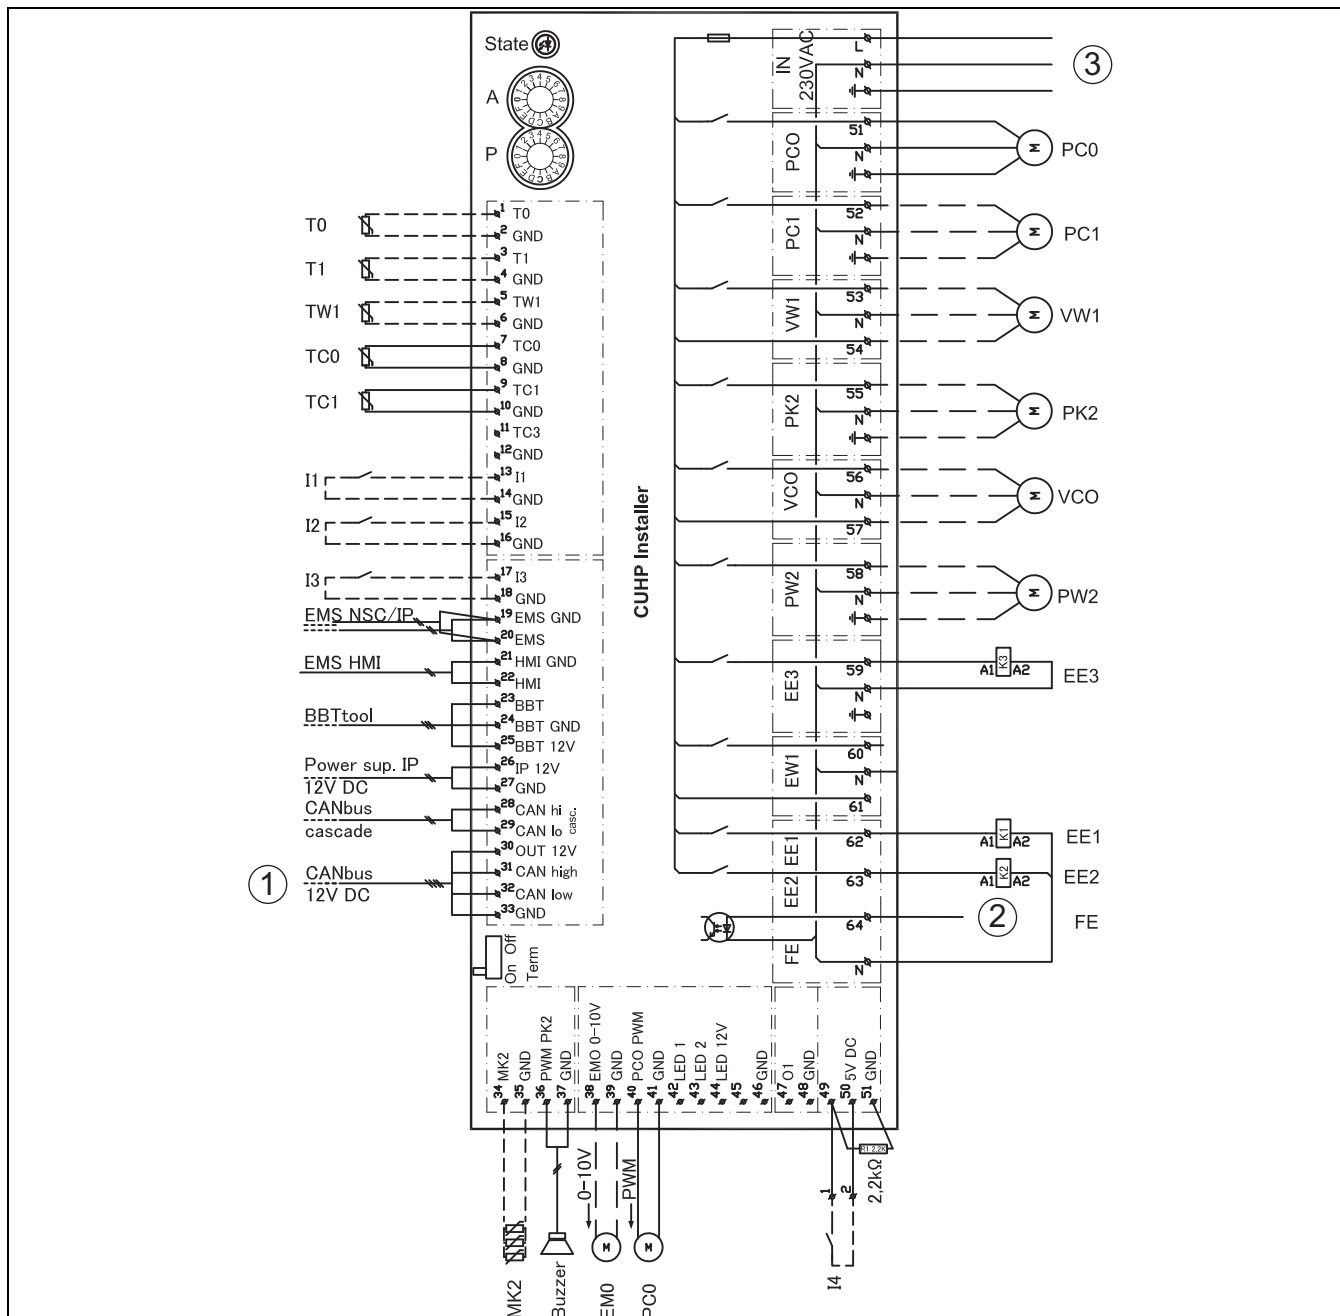 State
A
P
0123456789ABCDEF
0123456789ABCDEF
T0
T1
TW1
TC0
TC1
I1
I2
I3
EMS NSC/IP
EMS HMI
BBTtool
Power sup. IP
12V DC
CANbus
cascade
1
CANbus
12V DC
1 T0
2 GND
3 T1
4 GND
5 TW1
6 GND
7 TC0
8 GND
9 TC1
10 GND
11 TC3
12 GND
13 I1
14 GND
15 I2
16 GND
17 I3
18 GND
19 EMS GND
20 EMS
21 HMI GND
22 HMI
23 BBT
24 BBT GND
25 BBT 12V
26 IP 12V
27 GND
28 CAN hi
29 CAN lo
casc.
30 OUT 12V
31 CAN high
32 CAN low
33 GND
On Off
Term
CUHP Installer
IN
230VAC
L
N
3
PCO
51
N
M
PC0
PC1
52
N
M
PC1
VW1
53
N
54
M
VW1
PK2
55
N
M
PK2
VCO
56
N
57
M
VCO
PW2
58
N
M
PW2
EE3
59
N
A1 K3 A2
EE3
EW1
60
N
61
EE1
62
A1 K1 A2
EE1
EE2
63
A1 K2 A2
EE2
FE
64
N
2
FE
34 MK2
35 GND
36 PWM PK2
37 GND
38 EMO 0-10V
39 GND
40 PCO PWM
41 GND
42 LED 1
43 LED 2
44 LED 12V
45
46 GND
47 O1
48 GND
49
50 5V DC
51 GND
0-10V
PWM
R1 2.2K
2,2kΩ
1
2
M
M
MK2
Buzzer
EM0
PC0
I4